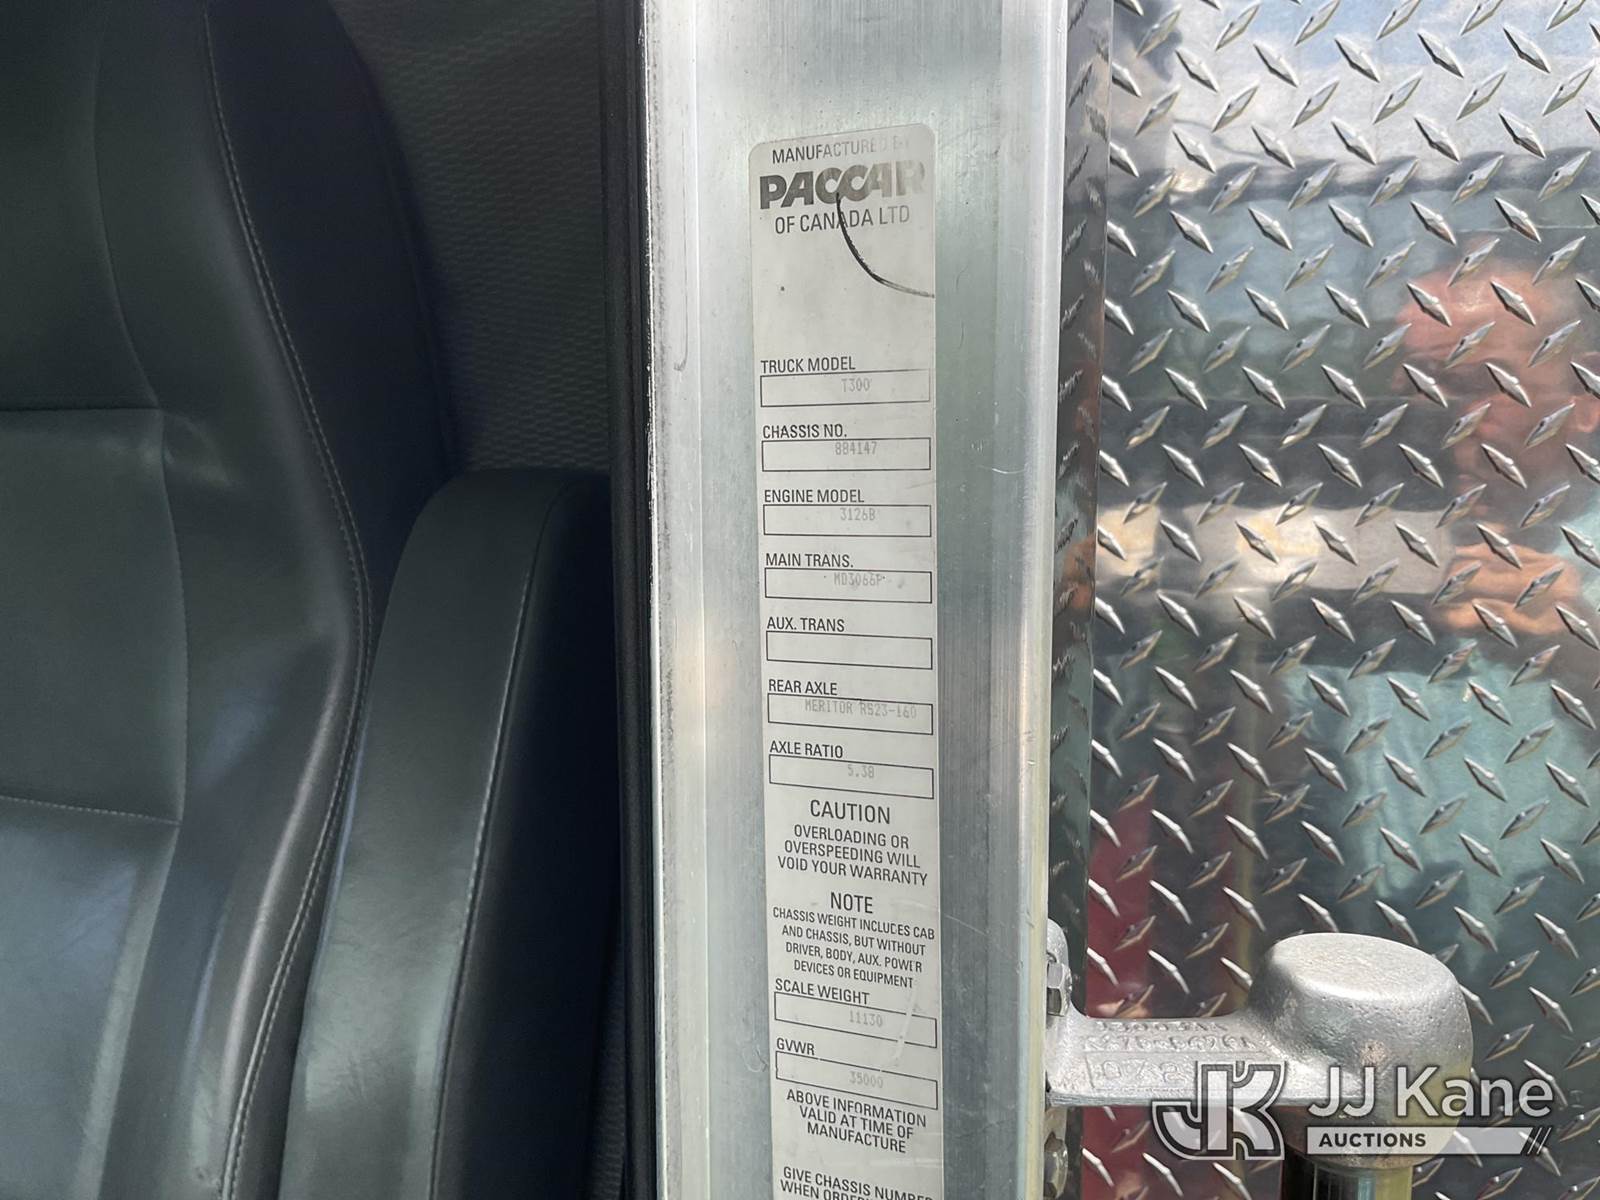 MANUFACTURED BY
PACCAR
OF CANADA LTD
TRUCK MODEL
T300
CHASSIS NO.
884147
ENGINE MODEL
3126B
MAIN TRANS.
MD3066P
AUX. TRANS
REAR AXLE
MERITOR RS23-160
AXLE RATIO
5.38
CAUTION
OVERLOADING OR
OVERSPEEDING WILL
VOID YOUR WARRANTY
NOTE
CHASSIS WEIGHT INCLUDES CAB
AND CHASSIS, BUT WITHOUT
DRIVER, BODY, AUX. POWER
DEVICES OR EQUIPMENT
SCALE WEIGHT
11130
GVWR
35000
ABOVE INFORMATION
VALID AT TIME OF
MANUFACTURE
GIVE CHASSIS NUMBER
WHEN
JJ Kane
AUCTIONS